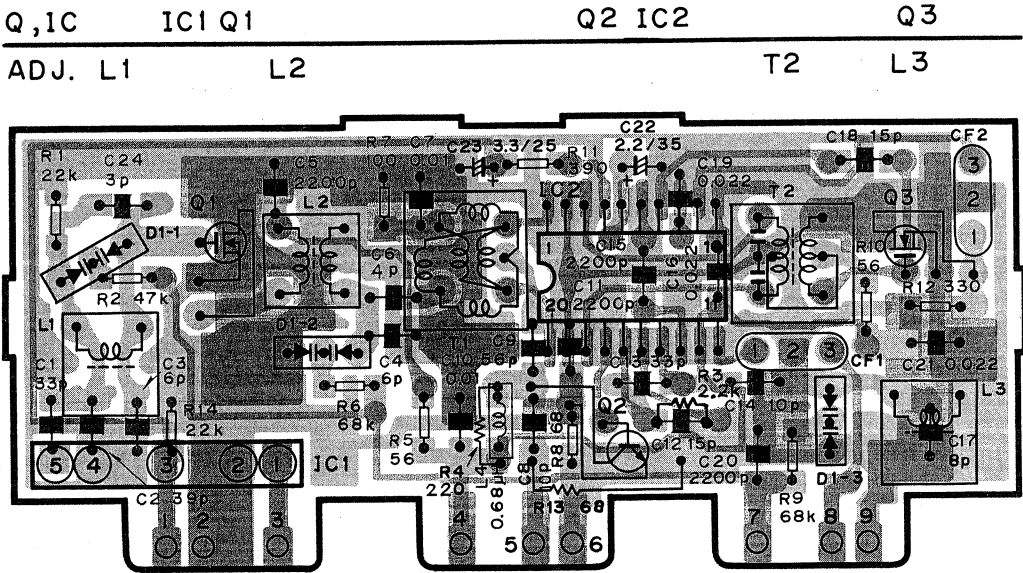 Q,IC IC1 Q1 Q2 IC2 Q3
ADJ. L1 L2 T2 L3
C22
2.2/35
C23 3.3/25
C18 15p
CF2
R1
22k
C24
3p
C5
2200p
R7
100
C7
0.01
R11
390
C19
0.022
IC2
Q1
L2
T2
Q3
3
2
1
D1-1
C6
4p
1
20
C15
2200p
C11
2200p
C16
0.022
R10
56
R2 47k
R12 330
L1
D1-2
C4
6p
T1
C9
56p
C10
0.01
C13 33p
1 2 3
CF1
C21 0.022
C1
33p
C3
6p
R14
22k
R6
68k
R3
2.2k
C14 10p
L3
R5
56
R4
220
L4
0.68μH
C8
R8 68
Q2
C12 15p
C17
8p
5 4 3 2 1
IC1
C2 39p
C20
2200p
R9
68k
D1-3
R13 68
1 2 3 4 5 6 7 8 9